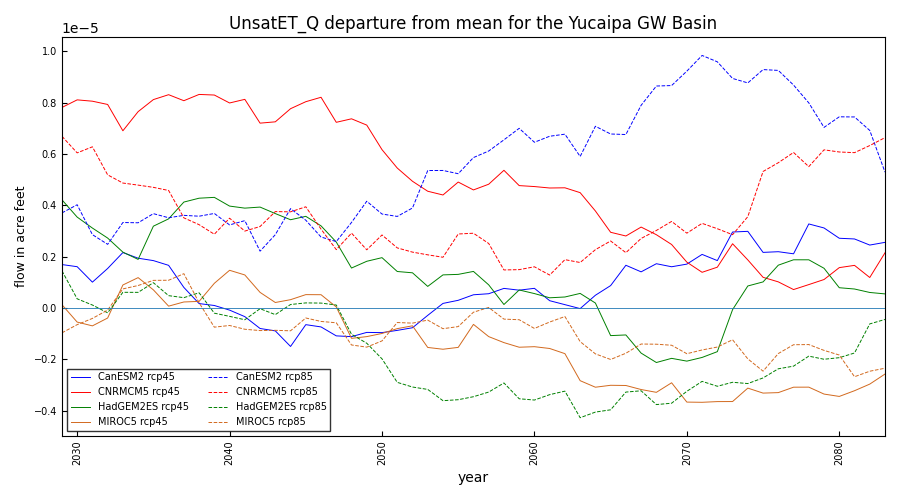 UnsatET_Q departure from mean for the Yucaipa GW Basin
1e−5
1.0
0.8
0.6
0.4
0.2
0.0
−0.2
−0.4
flow in acre feet
CanESM2 rcp45
CNRMCM5 rcp45
HadGEM2ES rcp45
MIROC5 rcp45
CanESM2 rcp85
CNRMCM5 rcp85
HadGEM2ES rcp85
MIROC5 rcp85
2030
2040
2050
2060
2070
2080
year